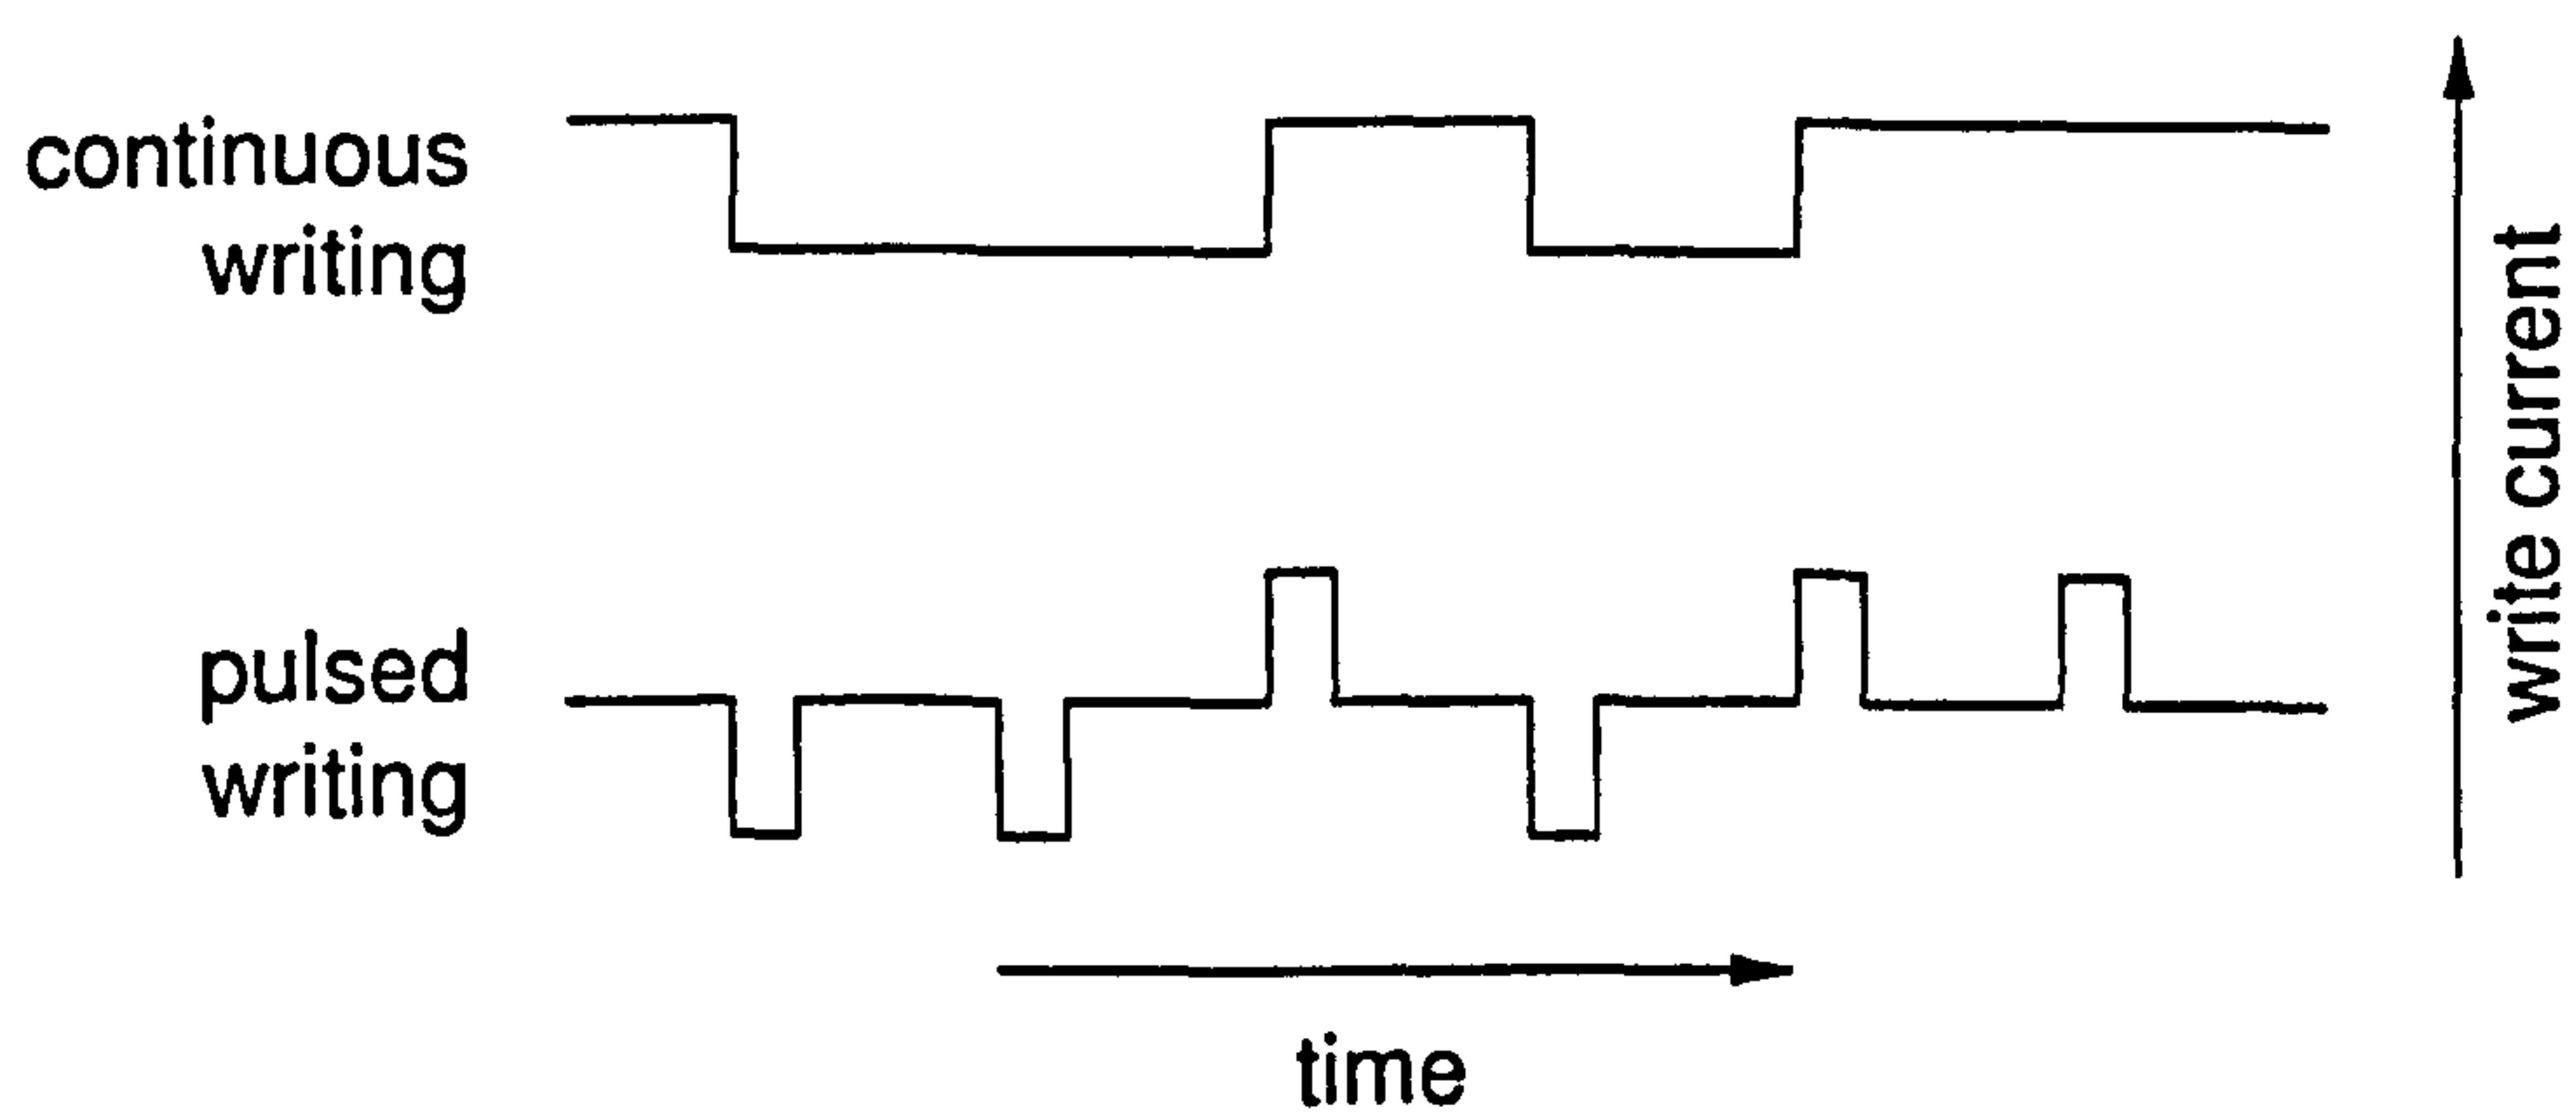 continuous
writing
pulsed
writing
time
write current